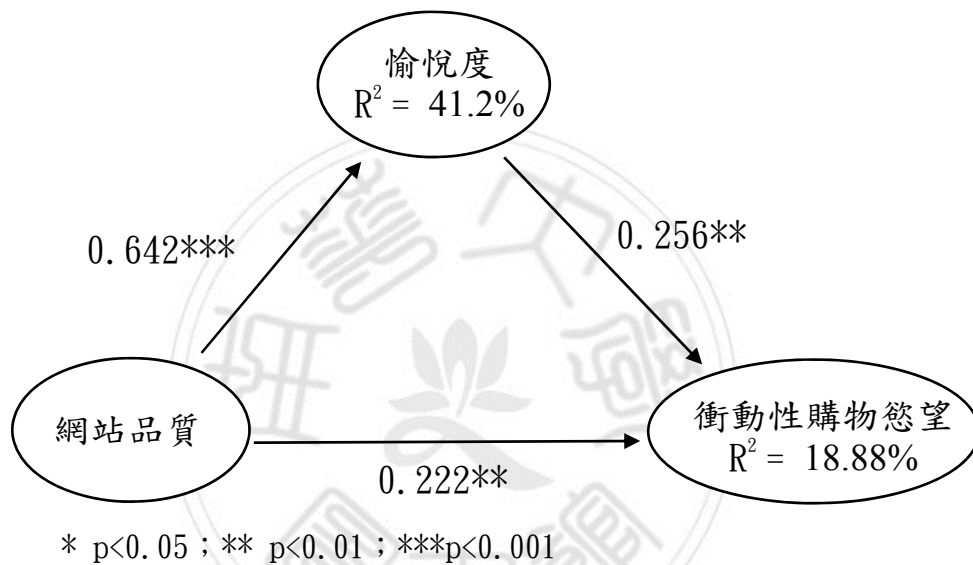 愉悅度
R² = 41.2%
0.642***
0.256**
網站品質
衝動性購物慾望
R² = 18.88%
0.222**
* p<0.05；** p<0.01；***p<0.001